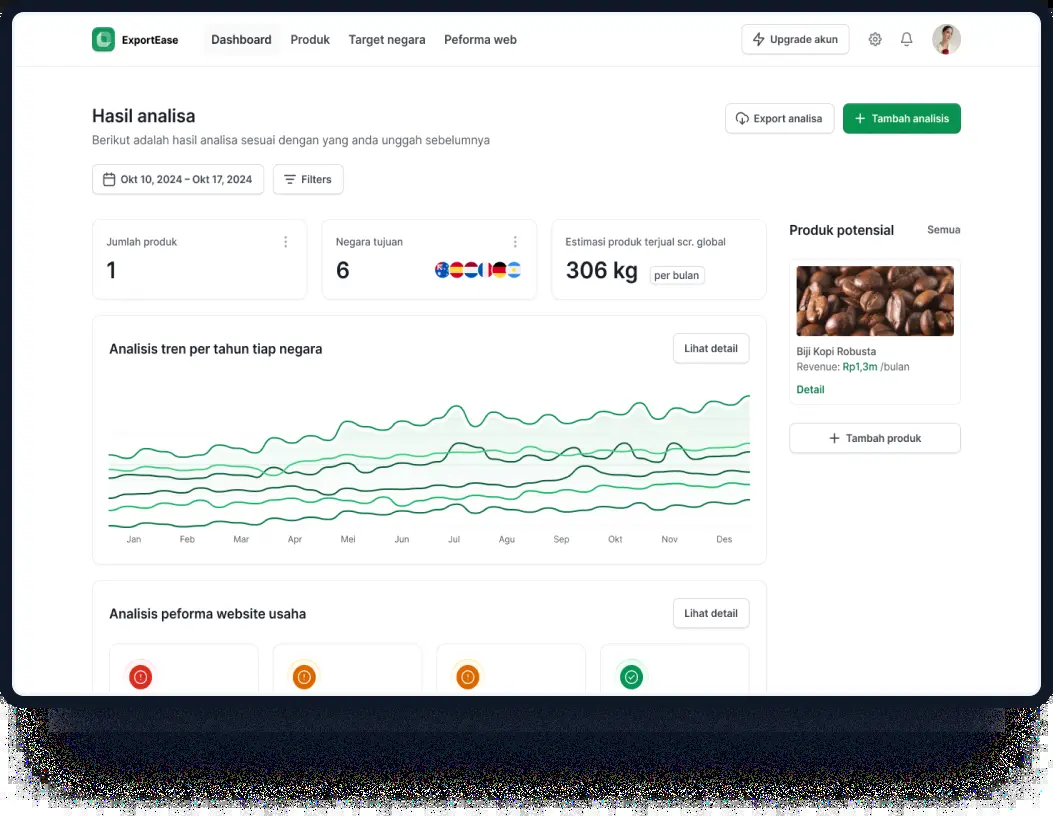 ExportEase
Dashboard
Produk
Target negara
Peforma web
Upgrade akun
Hasil analisa
Berikut adalah hasil analisa sesuai dengan yang anda unggah sebelumnya
Export analisa
Tambah analisis
Okt 10, 2024 – Okt 17, 2024
Filters
Jumlah produk
1
Negara tujuan
6
Estimasi produk terjual scr. global
306 kg per bulan
Produk potensial
Semua
Biji Kopi Robusta
Revenue: Rp1,3m /bulan
Detail
Tambah produk
Analisis tren per tahun tiap negara
Lihat detail
Jan Feb Mar Apr Mei Jun Jul Agu Sep Okt Nov Des
Analisis peforma website usaha
Lihat detail